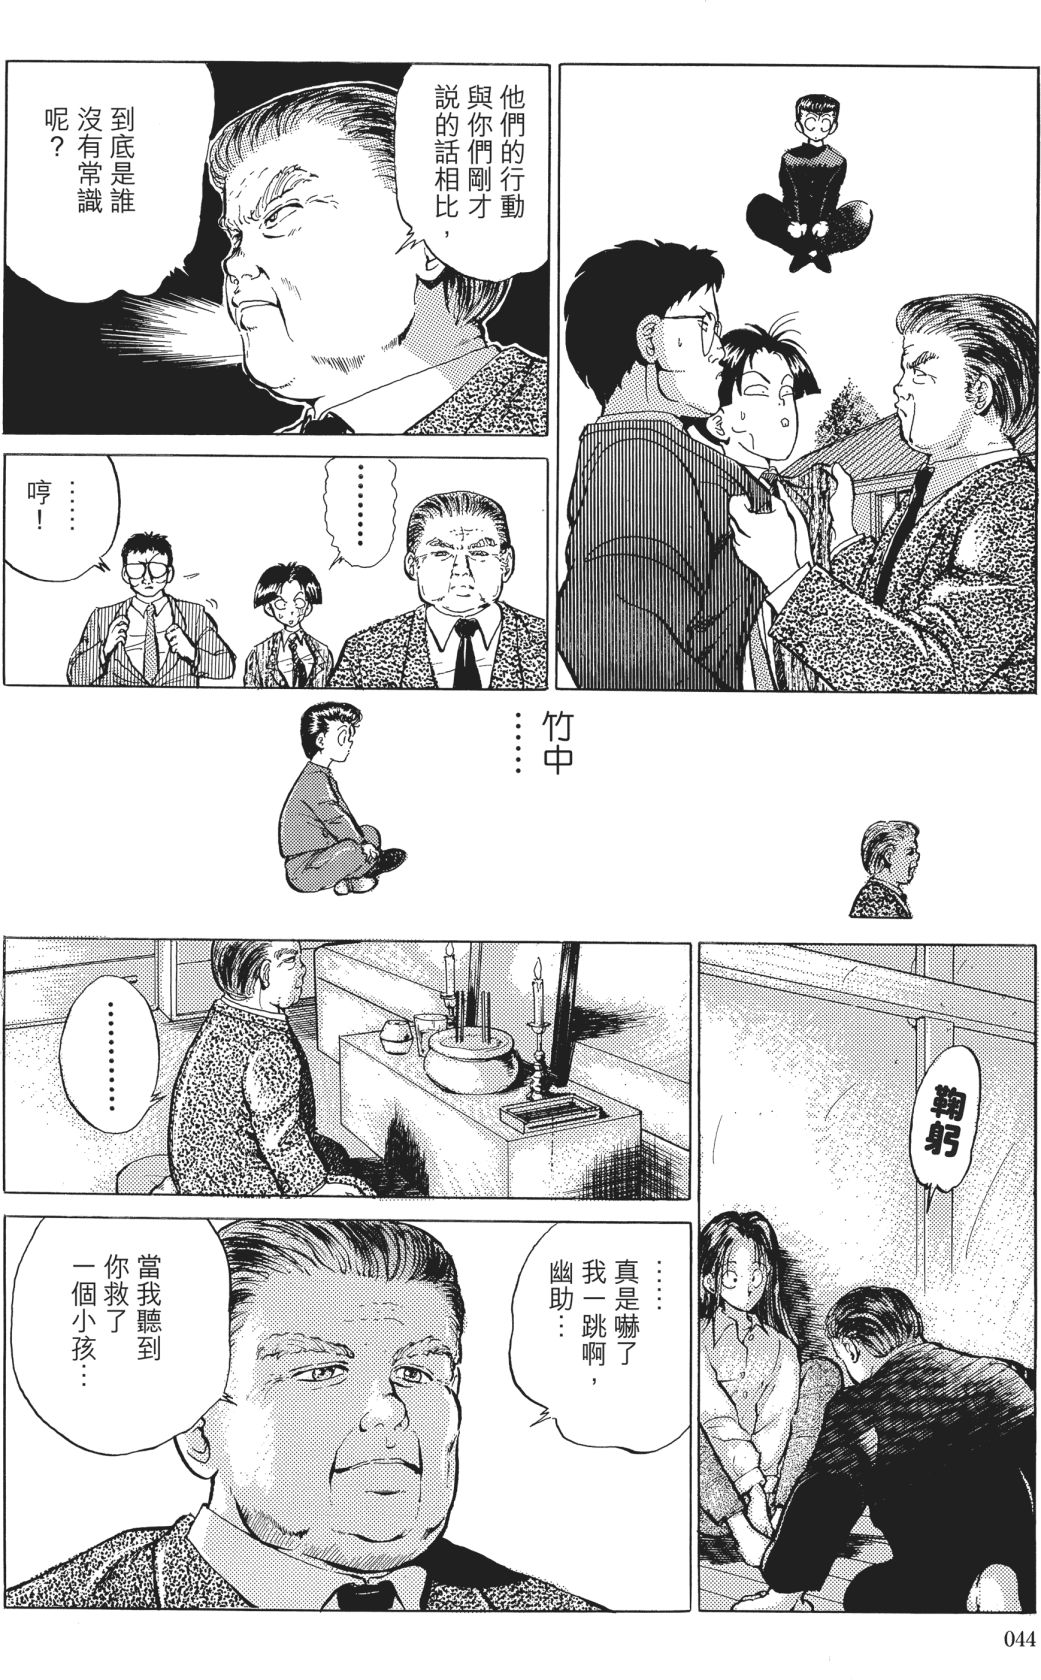 他們的行動
與你們剛才
說的話相比，
到底是誰
沒有常識
呢？
………
……
哼！
竹中
……
鞠躬
…………
……
真是嚇了
我一跳啊，
幽助…
當我聽到
你救了
一個小孩…
044